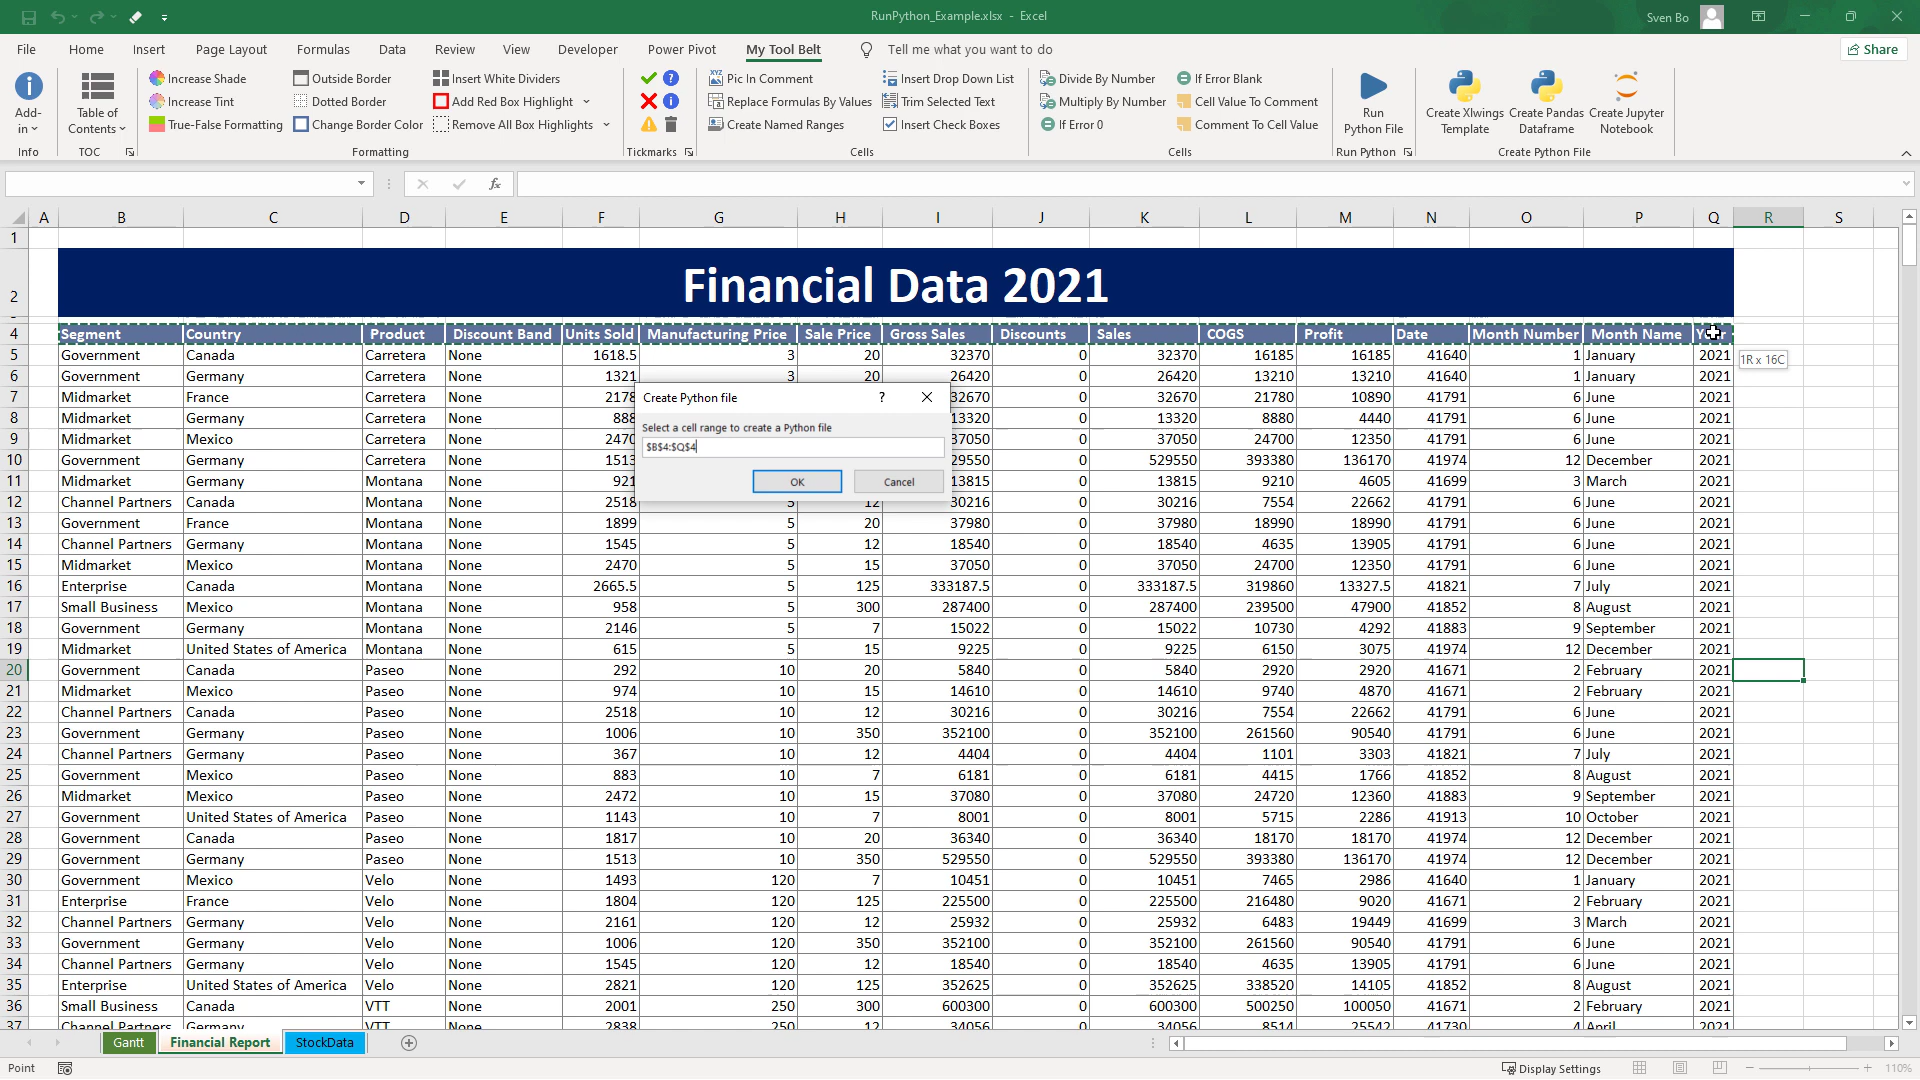 RunPython_Example.xlsx - Excel
Sven Bo
File Home Insert Page Layout Formulas Data Review View Developer Power Pivot My Tool Belt Tell me what you want to do Share
Add-in
Info
Table of Contents
TOC
Increase Shade
Increase Tint
True-False Formatting
Outside Border
Dotted Border
Change Border Color
Insert White Dividers
Add Red Box Highlight
Remove All Box Highlights
Formatting
Tickmarks
Pic In Comment
Replace Formulas By Values
Create Named Ranges
Insert Drop Down List
Trim Selected Text
Insert Check Boxes
Cells
Divide By Number
Multiply By Number
If Error 0
If Error Blank
Cell Value To Comment
Comment To Cell Value
Cells
Run Python File
Run Python
Create Xlwings Template
Create Pandas Dataframe
Create Jupyter Notebook
Create Python File
fx
A B C D E F G H I J K L M N O P Q R S
1
2 Financial Data 2021
4 Segment Country Product Discount Band Units Sold Manufacturing Price Sale Price Gross Sales Discounts Sales COGS Profit Date Month Number Month Name
5 Government Canada Carretera None 1618.5 3 20 32370 0 32370 16185 16185 41640 1 January 2021
1R x 16C
6 Government Germany Carretera None 1321 3 20 26420 0 26420 13210 13210 41640 1 January 2021
7 Midmarket France Carretera None 2178 32670 0 32670 21780 10890 41791 6 June 2021
8 Midmarket Germany Carretera None 888 13320 0 13320 8880 4440 41791 6 June 2021
9 Midmarket Mexico Carretera None 2470 37050 0 37050 24700 12350 41791 6 June 2021
10 Government Germany Carretera None 1513 29550 0 529550 393380 136170 41974 12 December 2021
11 Midmarket Germany Montana None 921 13815 0 13815 9210 4605 41699 3 March 2021
12 Channel Partners Canada Montana None 2518 5 12 30216 0 30216 7554 22662 41791 6 June 2021
13 Government France Montana None 1899 5 20 37980 0 37980 18990 18990 41791 6 June 2021
14 Channel Partners Germany Montana None 1545 5 12 18540 0 18540 4635 13905 41791 6 June 2021
15 Midmarket Mexico Montana None 2470 5 15 37050 0 37050 24700 12350 41791 6 June 2021
16 Enterprise Canada Montana None 2665.5 5 125 333187.5 0 333187.5 319860 13327.5 41821 7 July 2021
17 Small Business Mexico Montana None 958 5 300 287400 0 287400 239500 47900 41852 8 August 2021
18 Government Germany Montana None 2146 5 7 15022 0 15022 10730 4292 41883 9 September 2021
19 Midmarket United States of America Montana None 615 5 15 9225 0 9225 6150 3075 41974 12 December 2021
20 Government Canada Paseo None 292 10 20 5840 0 5840 2920 2920 41671 2 February 2021
21 Midmarket Mexico Paseo None 974 10 15 14610 0 14610 9740 4870 41671 2 February 2021
22 Channel Partners Canada Paseo None 2518 10 12 30216 0 30216 7554 22662 41791 6 June 2021
23 Government Germany Paseo None 1006 10 350 352100 0 352100 261560 90540 41791 6 June 2021
24 Channel Partners Germany Paseo None 367 10 12 4404 0 4404 1101 3303 41821 7 July 2021
25 Government Mexico Paseo None 883 10 7 6181 0 6181 4415 1766 41852 8 August 2021
26 Midmarket Mexico Paseo None 2472 10 15 37080 0 37080 24720 12360 41883 9 September 2021
27 Government United States of America Paseo None 1143 10 7 8001 0 8001 5715 2286 41913 10 October 2021
28 Government Canada Paseo None 1817 10 20 36340 0 36340 18170 18170 41974 12 December 2021
29 Government Germany Paseo None 1513 10 350 529550 0 529550 393380 136170 41974 12 December 2021
30 Government Mexico Velo None 1493 120 7 10451 0 10451 7465 2986 41640 1 January 2021
31 Enterprise France Velo None 1804 120 125 225500 0 225500 216480 9020 41671 2 February 2021
32 Channel Partners Germany Velo None 2161 120 12 25932 0 25932 6483 19449 41699 3 March 2021
33 Government Germany Velo None 1006 120 350 352100 0 352100 261560 90540 41791 6 June 2021
34 Channel Partners Germany Velo None 1545 120 12 18540 0 18540 4635 13905 41791 6 June 2021
35 Enterprise United States of America Velo None 2821 120 125 352625 0 352625 338520 14105 41852 8 August 2021
36 Small Business Canada VTT None 2001 250 300 600300 0 600300 500250 100050 41671 2 February 2021
37 Channel Partners Germany VTT None 2838 250 12 34056 0 34056 8514 25542 41730 4 April 2021
Create Python file ?
Select a cell range to create a Python file
$B$4:$Q$4
OK Cancel
Gantt Financial Report StockData
Point Display Settings 110%